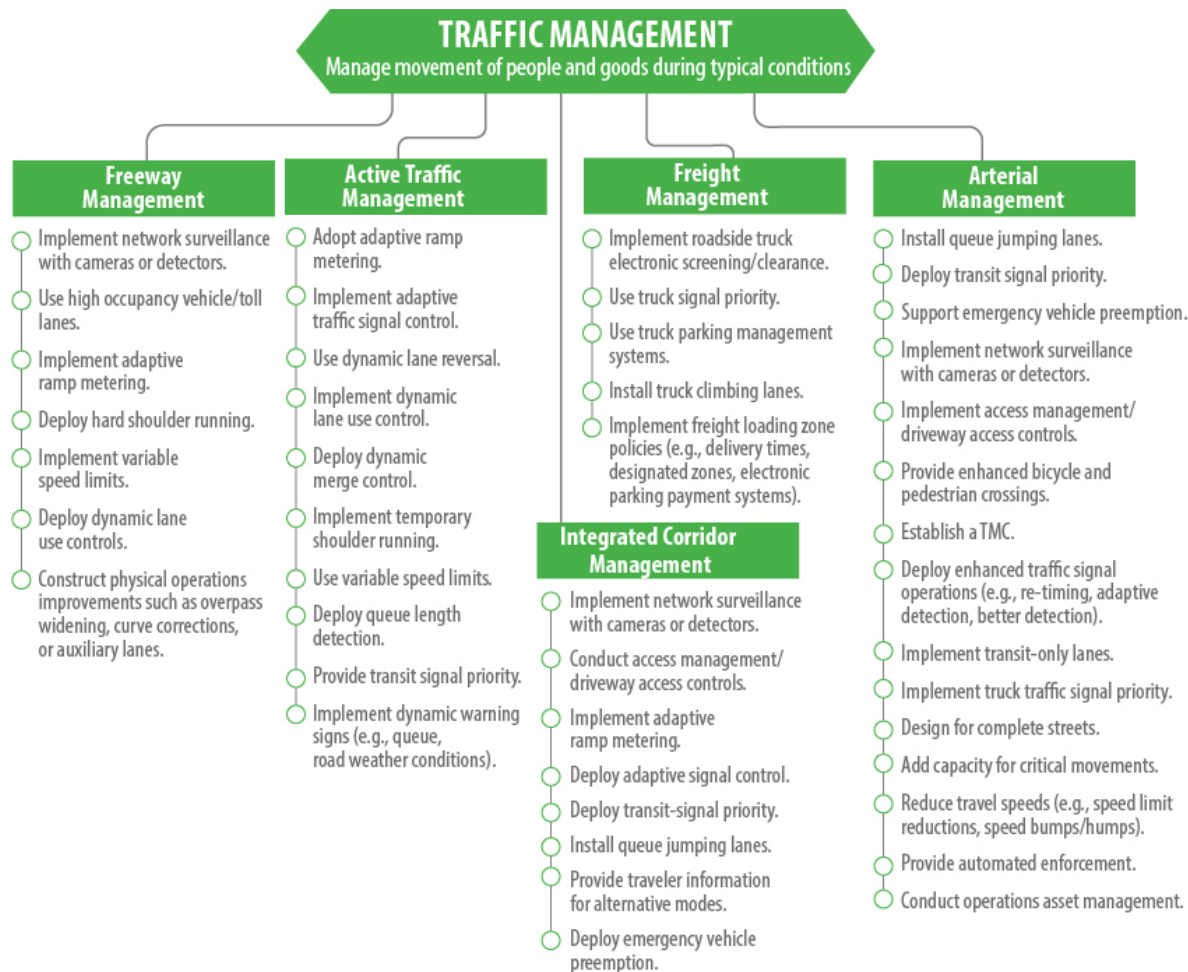 TRAFFIC MANAGEMENT
Manage movement of people and goods during typical conditions
Freeway
Management
Implement network surveillance
with cameras or detectors.
Use high occupancy vehicle/toll
lanes.
Implement adaptive
ramp metering.
Deploy hard shoulder running.
Implement variable
speed limits.
Deploy dynamic lane
use controls.
Construct physical operations
improvements such as overpass
widening, curve corrections,
or auxiliary lanes.
Active Traffic
Management
Adopt adaptive ramp
metering.
Implement adaptive
traffic signal control.
Use dynamic lane reversal.
Implement dynamic
lane use control.
Deploy dynamic
merge control.
Implement temporary
shoulder running.
Use variable speed limits.
Deploy queue length
detection.
Provide transit signal priority.
Implement dynamic warning
signs (e.g., queue,
road weather conditions).
Freight
Management
Implement roadside truck
electronic screening/clearance.
Use truck signal priority.
Use truck parking management
systems.
Install truck climbing lanes.
Implement freight loading zone
policies (e.g., delivery times,
designated zones, electronic
parking payment systems).
Integrated Corridor
Management
Implement network surveillance
with cameras or detectors.
Conduct access management/
driveway access controls.
Implement adaptive
ramp metering.
Deploy adaptive signal control.
Deploy transit-signal priority.
Install queue jumping lanes.
Provide traveler information
for alternative modes.
Deploy emergency vehicle
preemption.
Arterial
Management
Install queue jumping lanes.
Deploy transit signal priority.
Support emergency vehicle preemption.
Implement network surveillance
with cameras or detectors.
Implement access management/
driveway access controls.
Provide enhanced bicycle and
pedestrian crossings.
Establish a TMC.
Deploy enhanced traffic signal
operations (e.g., re-timing, adaptive
detection, better detection).
Implement transit-only lanes.
Implement truck traffic signal priority.
Design for complete streets.
Add capacity for critical movements.
Reduce travel speeds (e.g., speed limit
reductions, speed bumps/humps).
Provide automated enforcement.
Conduct operations asset management.